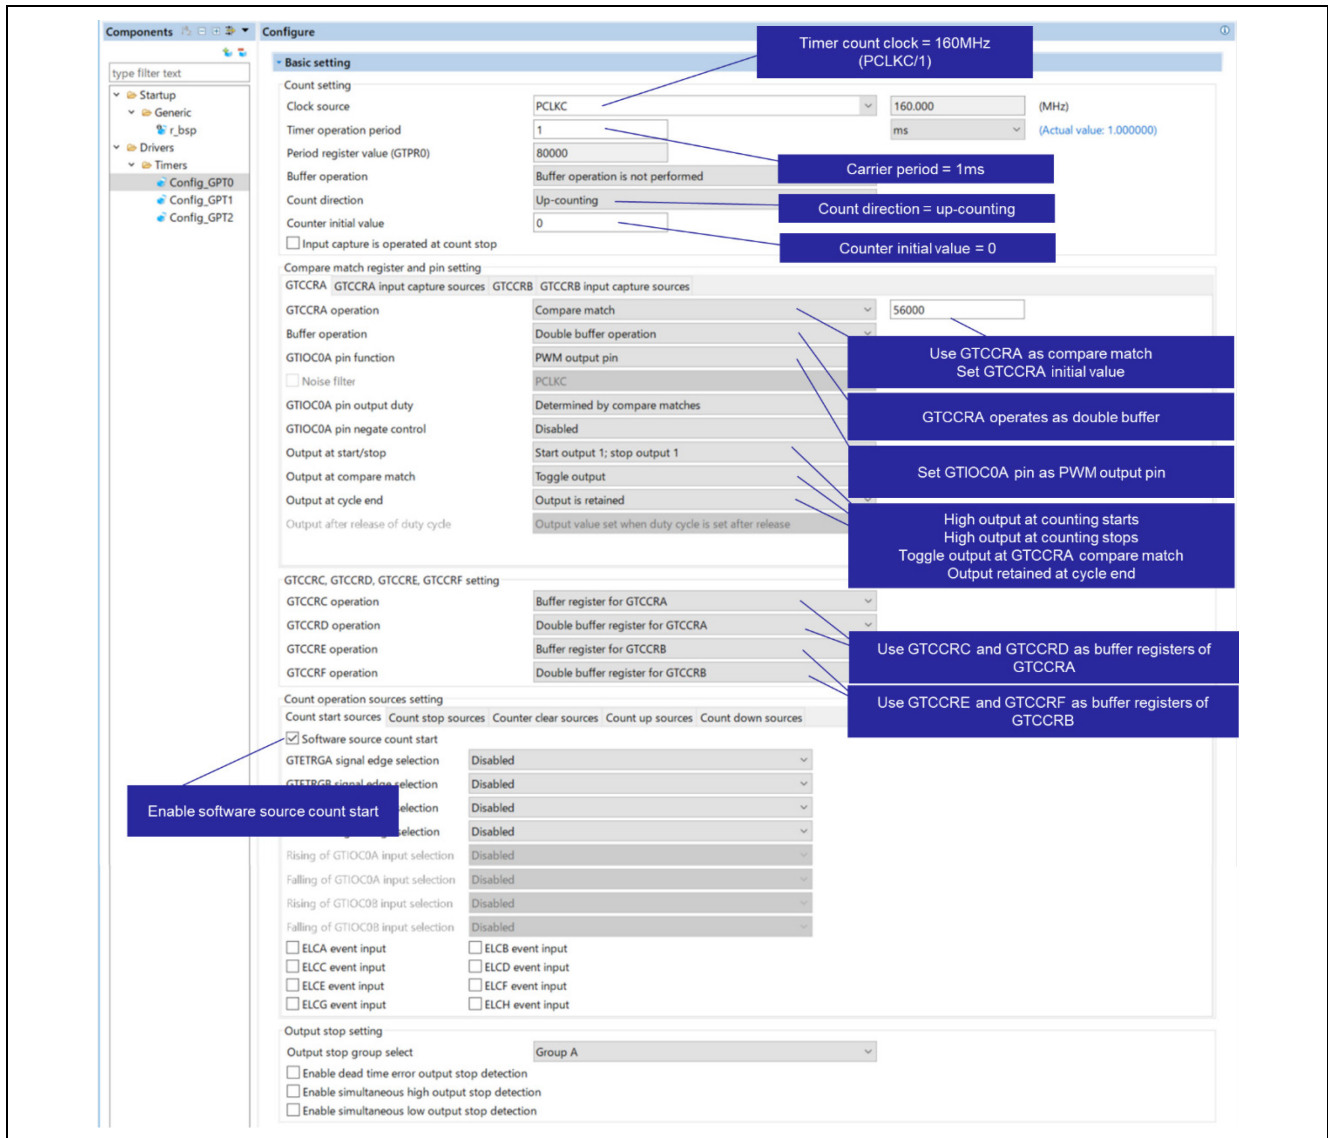 Components
Configure
type filter text
Startup
Generic
r_bsp
Drivers
Timers
Config_GPT0
Config_GPT1
Config_GPT2
Basic setting
Timer count clock = 160MHz
(PCLKC/1)
Count setting
Clock source PCLKC 160.000 (MHz)
Timer operation period 1 ms (Actual value: 1.000000)
Period register value (GTPR0) 80000
Buffer operation Buffer operation is not performed
Carrier period = 1ms
Count direction Up-counting
Count direction = up-counting
Counter initial value 0
Input capture is operated at count stop
Counter initial value = 0
Compare match register and pin setting
GTCCRA GTCCRA input capture sources GTCCRB GTCCRB input capture sources
GTCCRA operation Compare match 56000
Buffer operation Double buffer operation
GTIOC0A pin function PWM output pin
Use GTCCRA as compare match
Set GTCCRA initial value
Noise filter PCLKC
GTIOC0A pin output duty Determined by compare matches
GTCCRA operates as double buffer
GTIOC0A pin negate control Disabled
Output at start/stop Start output 1; stop output 1
Output at compare match Toggle output
Set GTIOC0A pin as PWM output pin
Output at cycle end Output is retained
Output after release of duty cycle Output value set when duty cycle is set after release
High output at counting starts
High output at counting stops
Toggle output at GTCCRA compare match
Output retained at cycle end
GTCCRC, GTCCRD, GTCCRE, GTCCRF setting
GTCCRC operation Buffer register for GTCCRA
GTCCRD operation Double buffer register for GTCCRA
GTCCRE operation Buffer register for GTCCRB
GTCCRF operation Double buffer register for GTCCRB
Use GTCCRC and GTCCRD as buffer registers of
GTCCRA
Use GTCCRE and GTCCRF as buffer registers of
GTCCRB
Count operation sources setting
Count start sources Count stop sources Counter clear sources Count up sources Count down sources
Software source count start
GTETRGA signal edge selection Disabled
GTETRGB signal edge selection Disabled
selection Disabled
selection Disabled
Enable software source count start
Rising of GTIOC0A input selection Disabled
Falling of GTIOC0A input selection Disabled
Rising of GTIOC0B input selection Disabled
Falling of GTIOC0B input selection Disabled
ELCA event input ELCB event input
ELCC event input ELCD event input
ELCE event input ELCF event input
ELCG event input ELCH event input
Output stop setting
Output stop group select Group A
Enable dead time error output stop detection
Enable simultaneous high output stop detection
Enable simultaneous low output stop detection